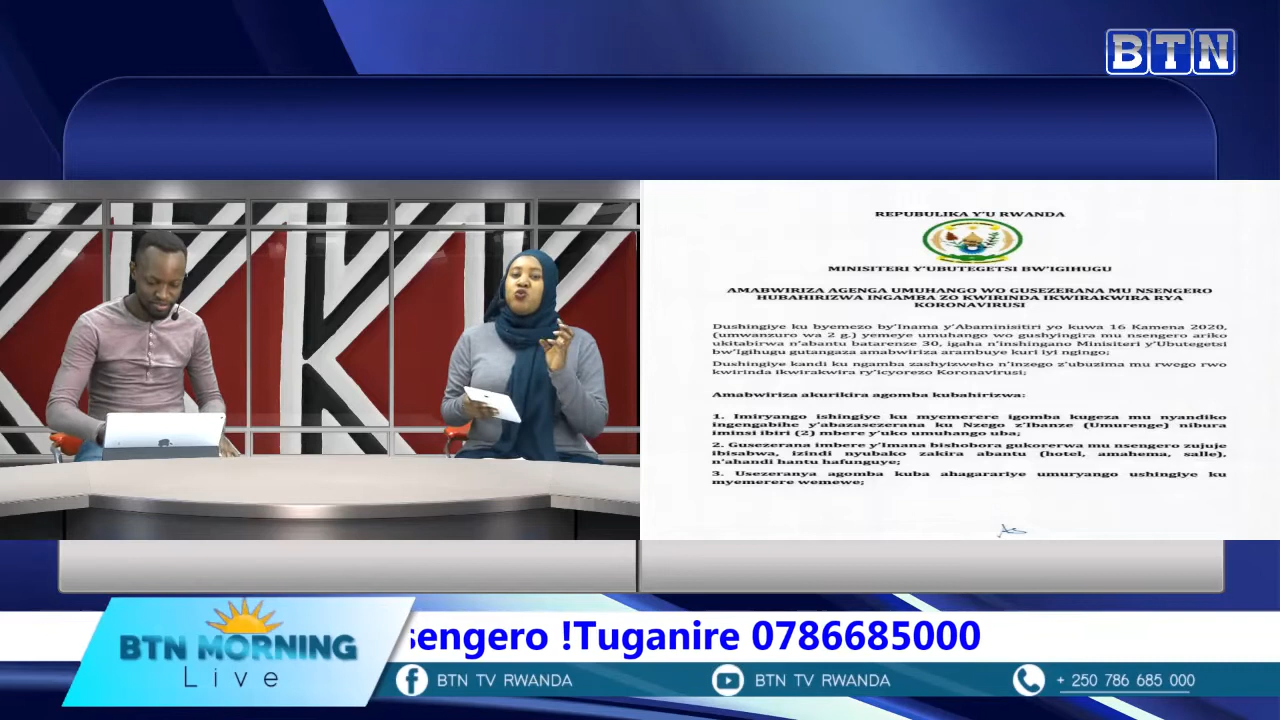 BTN
REPUBULIKA Y'U RWANDA
MINISITERI Y'UBUTEGETSI BW'IGIHUGU
AMABWIRIZA AGENGA UMUHANGO WO GUSEZERANA MU NSENGERO
HUBAHIRIZWA INGAMBA ZO KWIRINDA IKWIRAKWIRA RYA
KORONAVIRUSI
Dushingiye ku byemezo by'Inama y'Abaminisitiri yo kuwa 16 Kamena 2020,
(umwanzuro wa 2 g.) yemeye umuhango wo gushyingira mu nsengero ariko
ukitabirwa n'abantu batarenze 30, igaha n'inshingano Minisiteri y'Ubutegetsi
bw'Igihugu gutangaza amabwiriza arambuye kuri iyi ngingo;
Dushingiye kandi ku ngamba zashyizweho n'inzego z'ubuzima mu rwego rwo
kwirinda ikwirakwira ry'icyorezo Koronavirusi;
Amabwiriza akurikira agomba kubahirizwa:
1. Imiryango ishingiye ku myemerere igomba kugeza mu nyandiko
ingengabihe y'abazasezerana ku Nzego z'Ibanze (Umurenge) nibura
iminsi ibiri (2) mbere y'uko umuhango uba;
2. Gusezerana imbere y'Imana bishobora gukorerwa mu nsengero zujuje
ibisabwa, izindi nyubako zakira abantu (hotel, amahema, salle),
n'ahandi hantu hafunguye;
3. Usezeranya agomba kuba ahagarariye umuryango ushingiye ku
myemerere wemewe;
sengero !Tuganire 0786685000
BTN MORNING
Live
BTN TV RWANDA
BTN TV RWANDA
+ 250 786 685 000